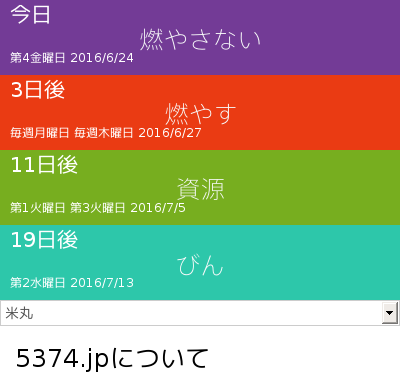 今日
燃やさない
第4金曜日 2016/6/24
3日後
燃やす
毎週月曜日 毎週木曜日 2016/6/27
11日後
資源
第1火曜日 第3火曜日 2016/7/5
19日後
びん
第2水曜日 2016/7/13
米丸
5374.jpについて